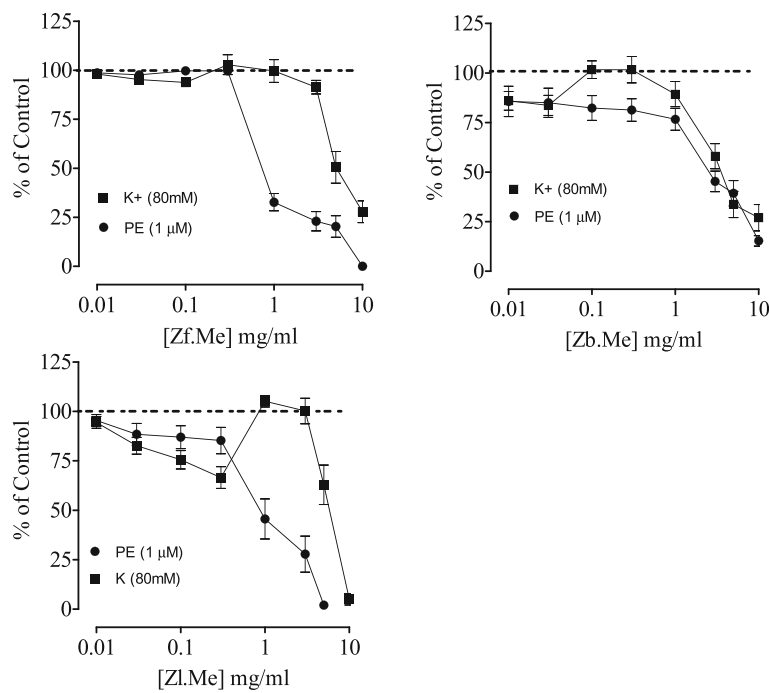 125
100
75
50
25
0
% of Control
K+ (80mM)
PE (1 μM)
0.01 0.1 1 10
[Zf.Me] mg/ml
125
100
75
50
25
0
% of Control
K+ (80mM)
PE (1 μM)
0.01 0.1 1 10
[Zb.Me] mg/ml
125
100
75
50
25
0
% of Control
PE (1 μM)
K (80mM)
0.01 0.1 1 10
[Zl.Me] mg/ml